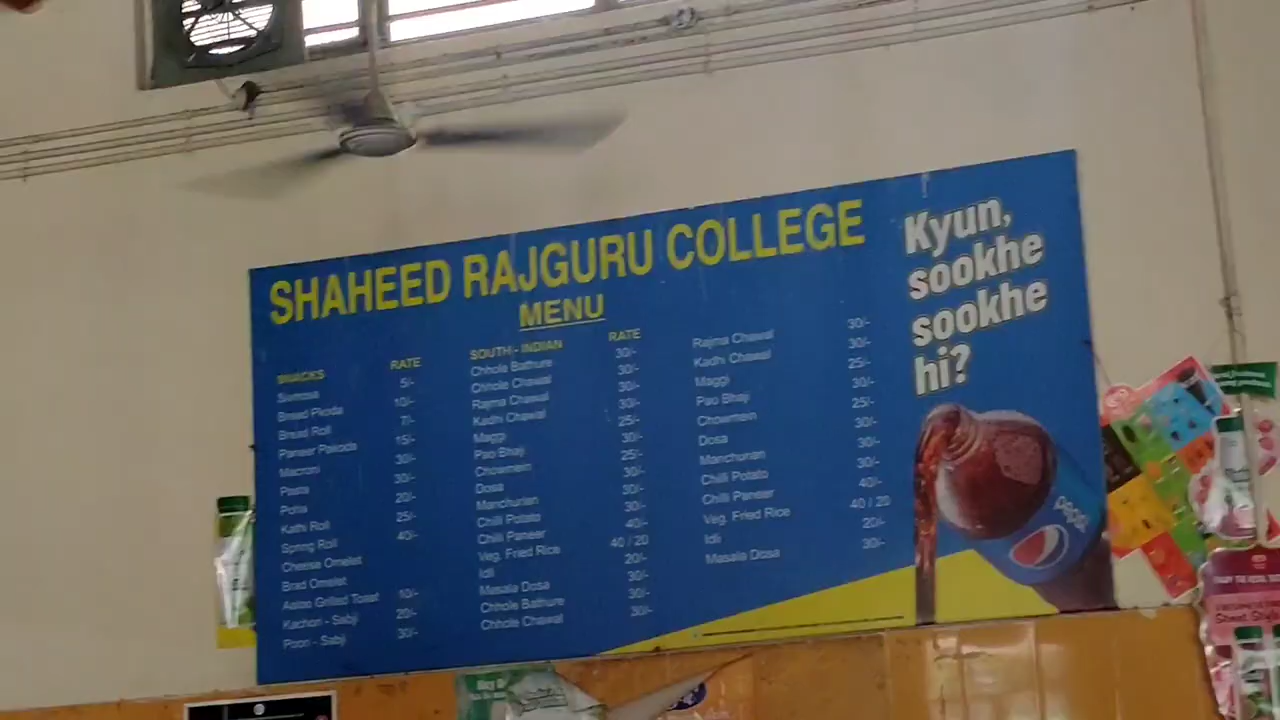 SHAHEED RAJGURU COLLEGE
MENU
SNACKS RATE
Samosa 5/-
Bread Pkoda 10/-
Bread Roll 7/-
Paneer Pakoda 15/-
Macroni 30/-
Pasta 30/-
Potia 20/-
Kathi Roll 25/-
Spring Roll 40/-
Cheese Omelet
Brad Omelet
Aaloo Grilled Toast 10/-
Kachori - Sabji 20/-
Poori - Sabji 30/-
SOUTH - INDIAN RATE
Chhole Bathure 30/-
Chhole Chawal 30/-
Rajma Chawal 30/-
Kadhi Chawal 30/-
Maggi 25/-
Pao Bhaji 30/-
Chowmein 25/-
Dosa 30/-
Manchurian 30/-
Chilli Potato 30/-
Chilli Paneer 40/-
Veg. Fried Rice 40 / 20
Idli 20/-
Masala Dosa 30/-
Chhole Bathure 30/-
Chhole Chawal 30/-
Rajma Chawal 30/-
Kadhi Chawal 30/-
Maggi 25/-
Pao Bhaji 30/-
Chowmein 25/-
Dosa 30/-
Manchurian 30/-
Chilli Potato 30/-
Chilli Paneer 40/-
Veg. Fried Rice 40 / 20
Idli 20/-
Masala Dosa 30/-
Kyun,
sookhe
sookhe
hi?
pepsi